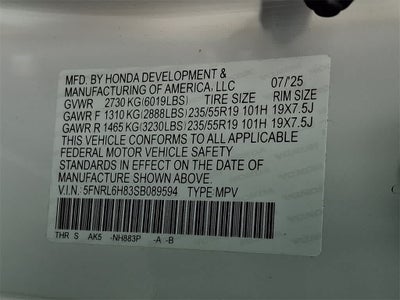 MFD. BY HONDA DEVELOPMENT &
MANUFACTURING OF AMERICA, LLC 07/'25
GVWR 2730 KG (6019LBS) TIRE SIZE RIM SIZE
GAWR F 1310 KG (2888LBS) 235/55R19 101H 19X7.5J
GAWR R 1465 KG (3230LBS) 235/55R19 101H 19X7.5J
THIS VEHICLE CONFORMS TO ALL APPLICABLE
FEDERAL MOTOR VEHICLE SAFETY
STANDARDS IN EFFECT ON THE DATE OF
MANUFACTURE SHOWN ABOVE.
V.I.N.: 5FNRL6H83SB089594 TYPE MPV
THR S AK5 -NH883P -A -B